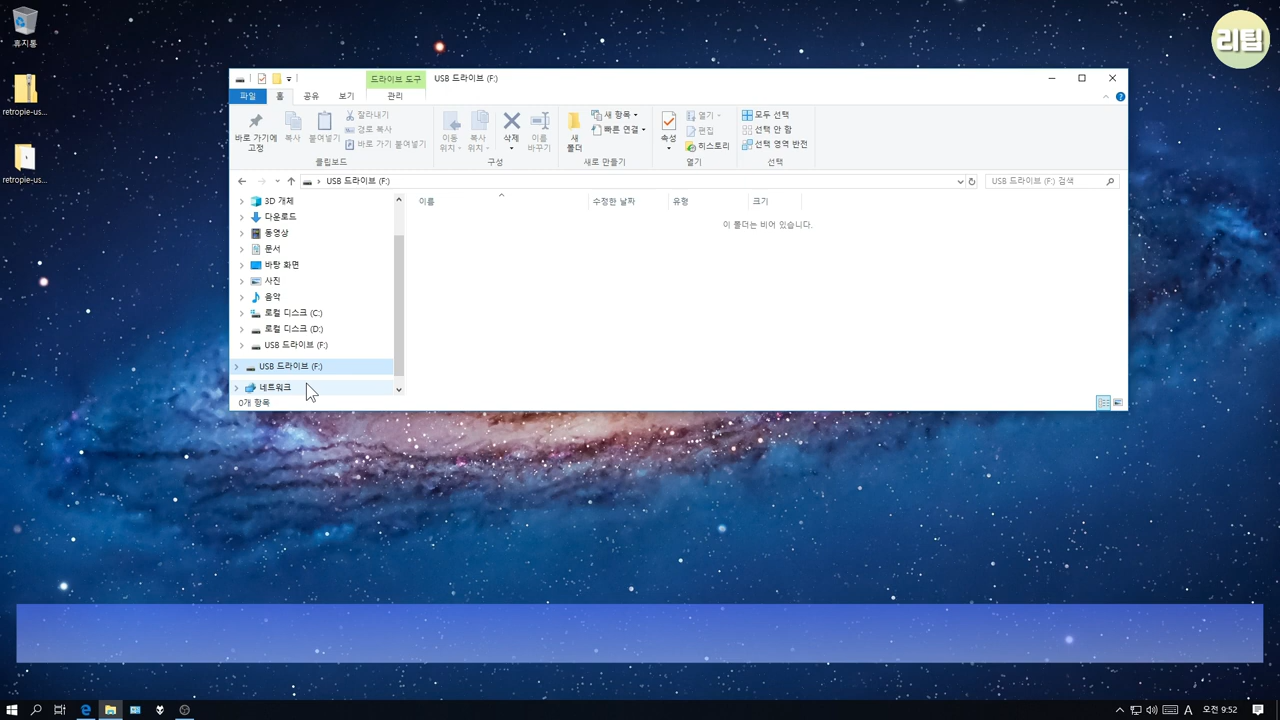 휴지통
retropie-us...
retropie-us...
리팁
드라이브 도구
USB 드라이브 (F:)
파일
홈
공유
보기
관리
바로 가기에
고정
복사
붙여넣기
잘라내기
경로 복사
바로 가기 붙여넣기
클립보드
이동
위치
복사
위치
삭제
이름
바꾸기
구성
새
폴더
새 항목
빠른 연결
새로 만들기
속성
열기
편집
히스토리
열기
모두 선택
선택 안 함
선택 영역 반전
선택
USB 드라이브 (F:)
USB 드라이브 (F:) 검색
3D 개체
다운로드
동영상
문서
바탕 화면
사진
음악
로컬 디스크 (C:)
로컬 디스크 (D:)
USB 드라이브 (F:)
USB 드라이브 (F:)
네트워크
이름
수정한 날짜
유형
크기
이 폴더는 비어 있습니다.
0개 항목
A
오전 9:52